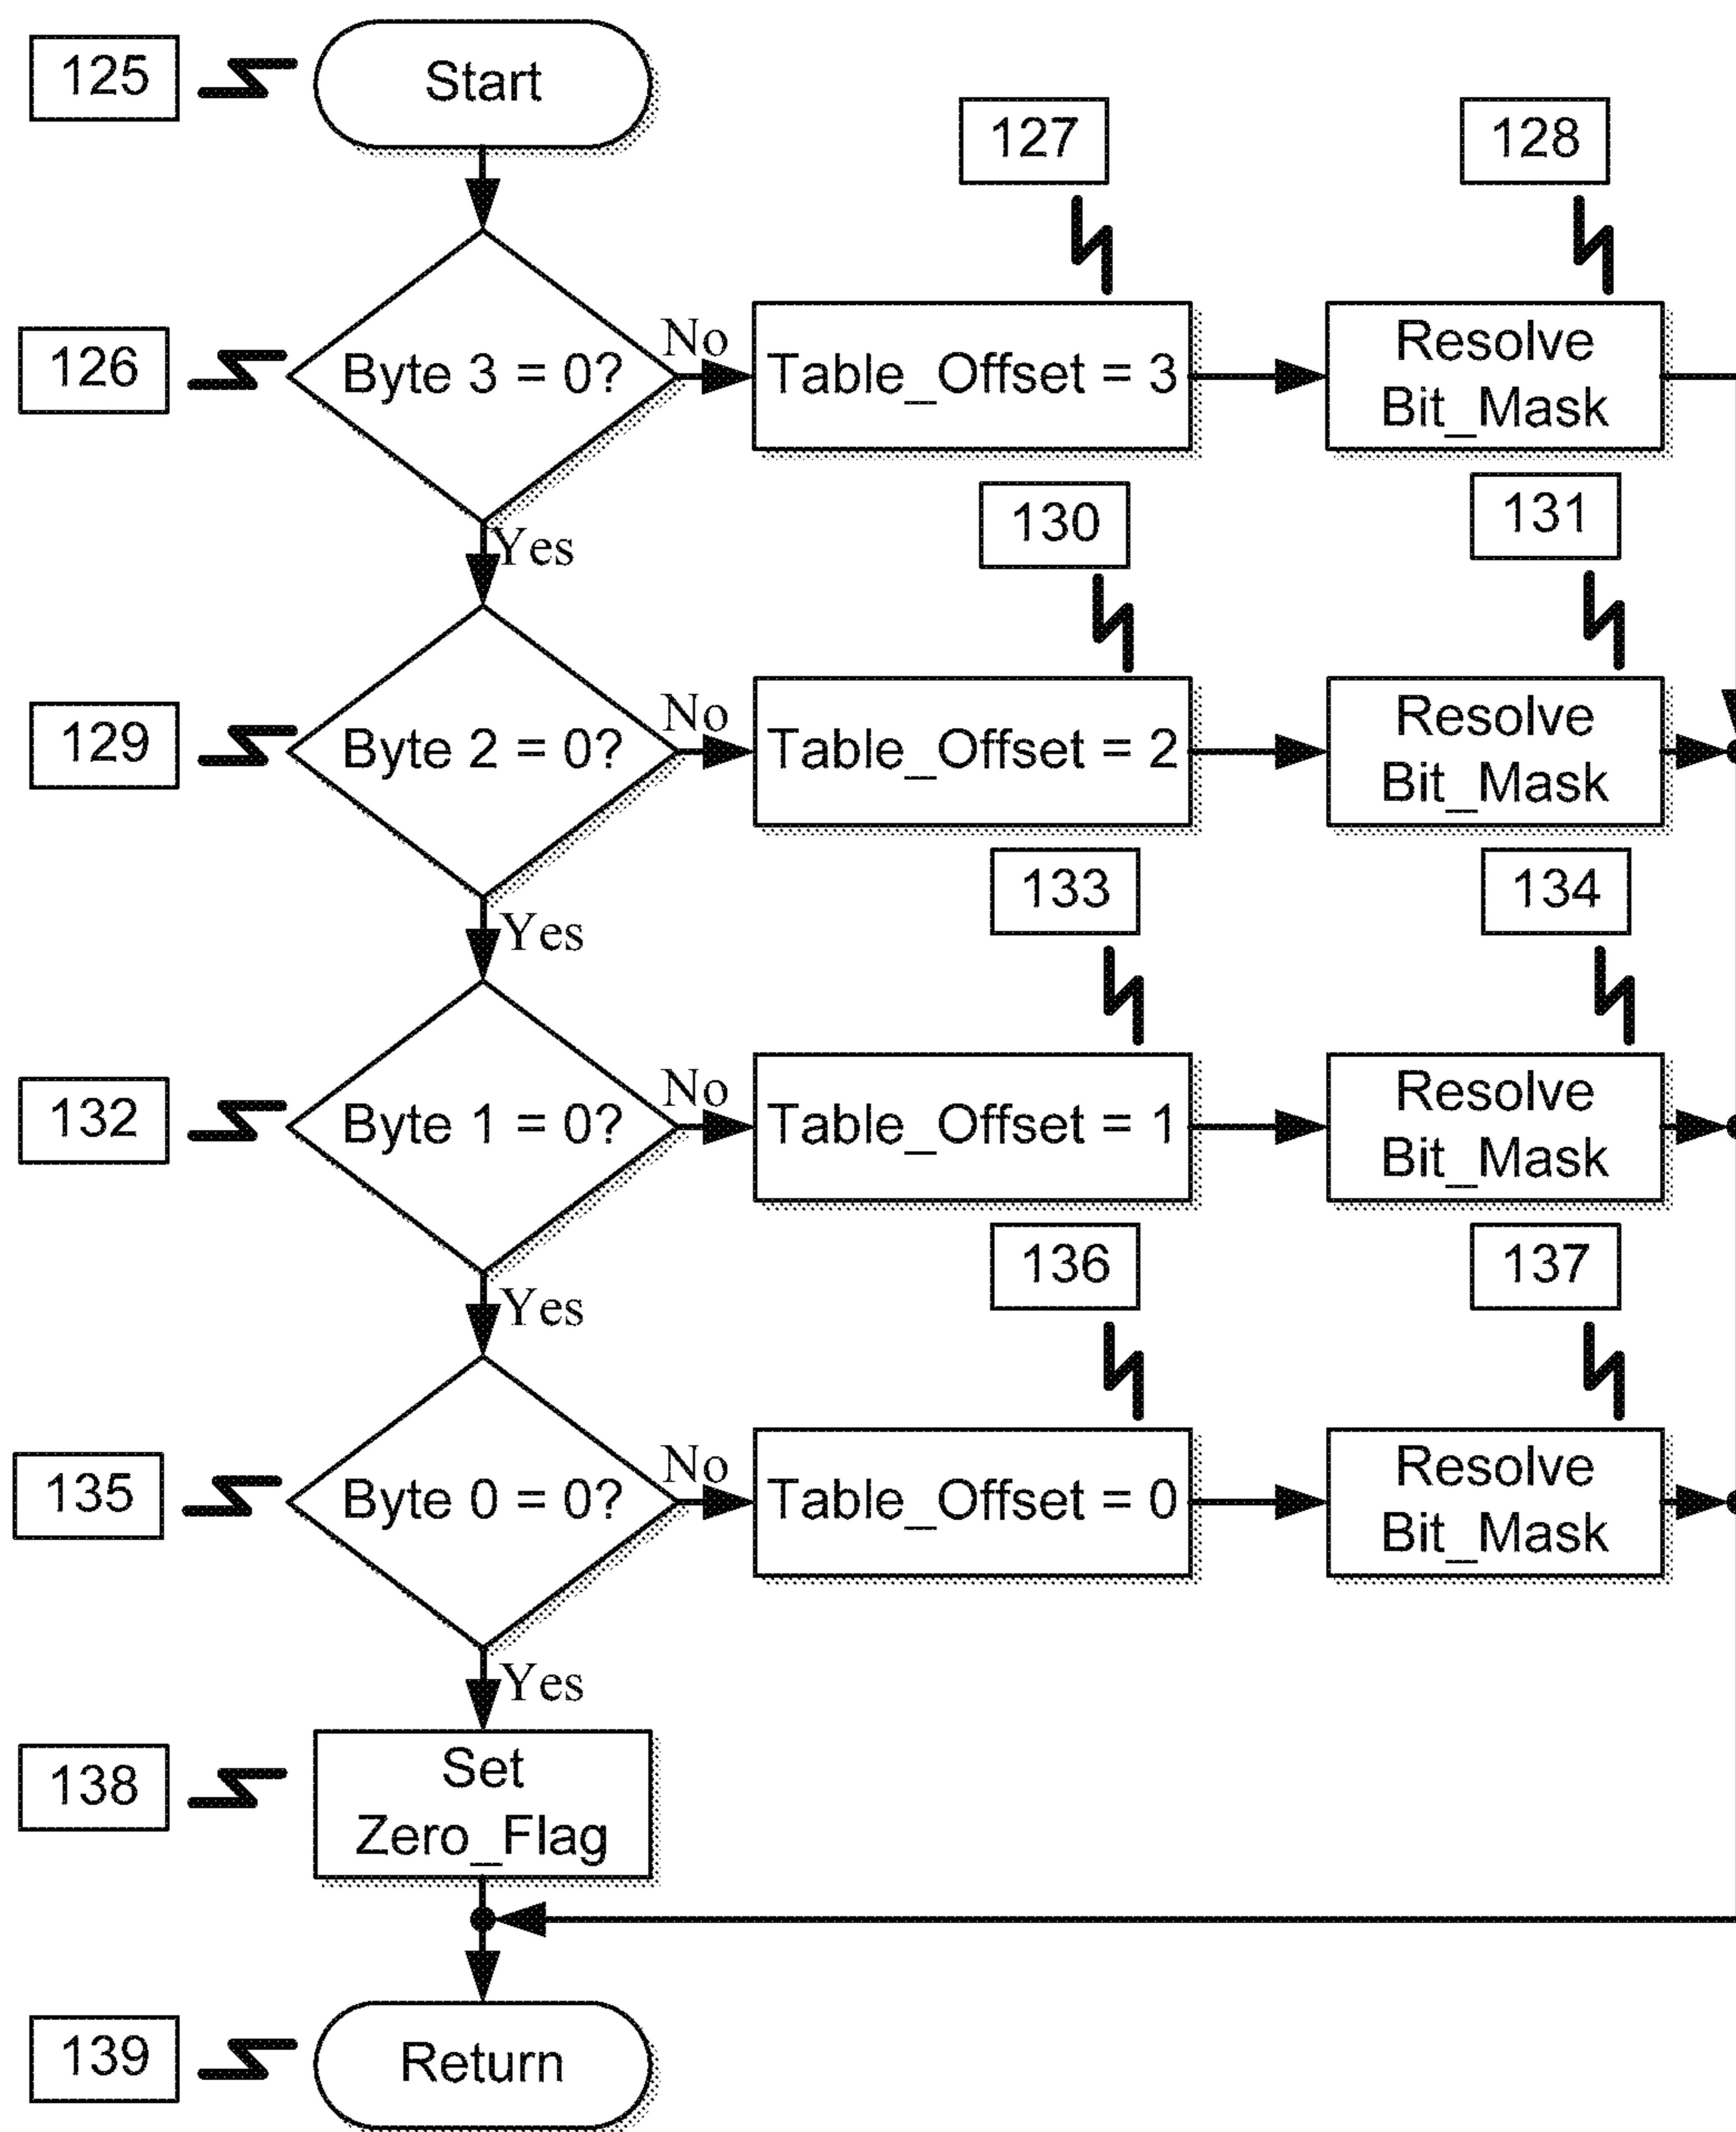 125
Start
127
128
126
Byte 3 = 0?
No
Table_Offset = 3
Resolve
Bit_Mask
Yes
130
131
129
Byte 2 = 0?
No
Table_Offset = 2
Resolve
Bit_Mask
Yes
133
134
132
Byte 1 = 0?
No
Table_Offset = 1
Resolve
Bit_Mask
Yes
136
137
135
Byte 0 = 0?
No
Table_Offset = 0
Resolve
Bit_Mask
Yes
138
Set
Zero_Flag
139
Return